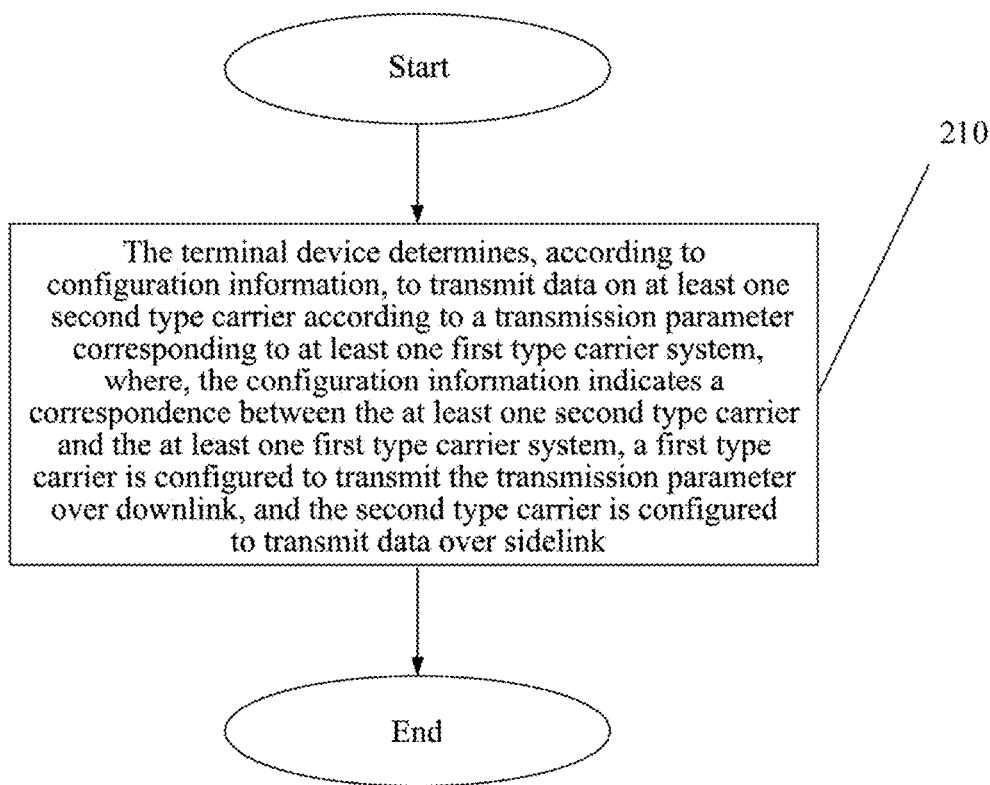 Start
210
The terminal device determines, according to
configuration information, to transmit data on at least one
second type carrier according to a transmission parameter
corresponding to at least one first type carrier system,
where, the configuration information indicates a
correspondence between the at least one second type carrier
and the at least one first type carrier system, a first type
carrier is configured to transmit the transmission parameter
over downlink, and the second type carrier is configured
to transmit data over sidelink
End